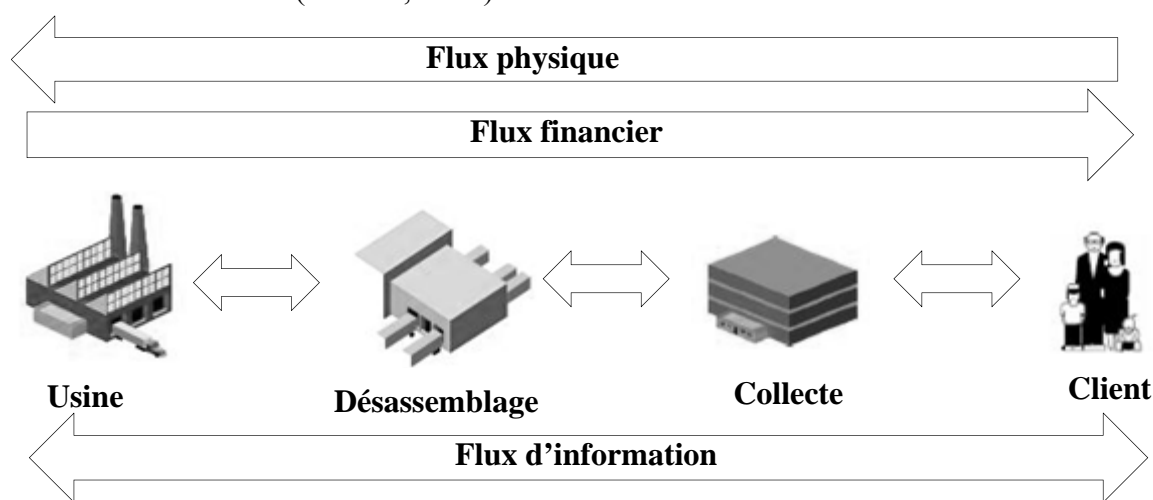 Flux physique
Flux financier
Usine
Désassemblage
Collecte
Client
Flux d’information